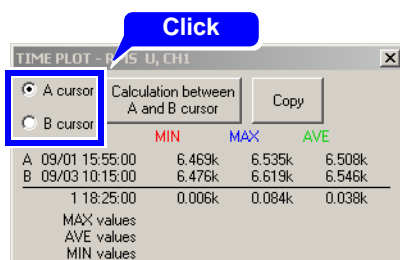 Click
TIME PLOT - RMS U, CH1
A cursor
B cursor
Calculation between
A and B cursor
Copy
MIN MAX AVE
A 09/01 15:55:00 6.469k 6.535k 6.508k
B 09/03 10:15:00 6.476k 6.619k 6.546k
1 18:25:00 0.006k 0.084k 0.038k
MAX values
AVE values
MIN values